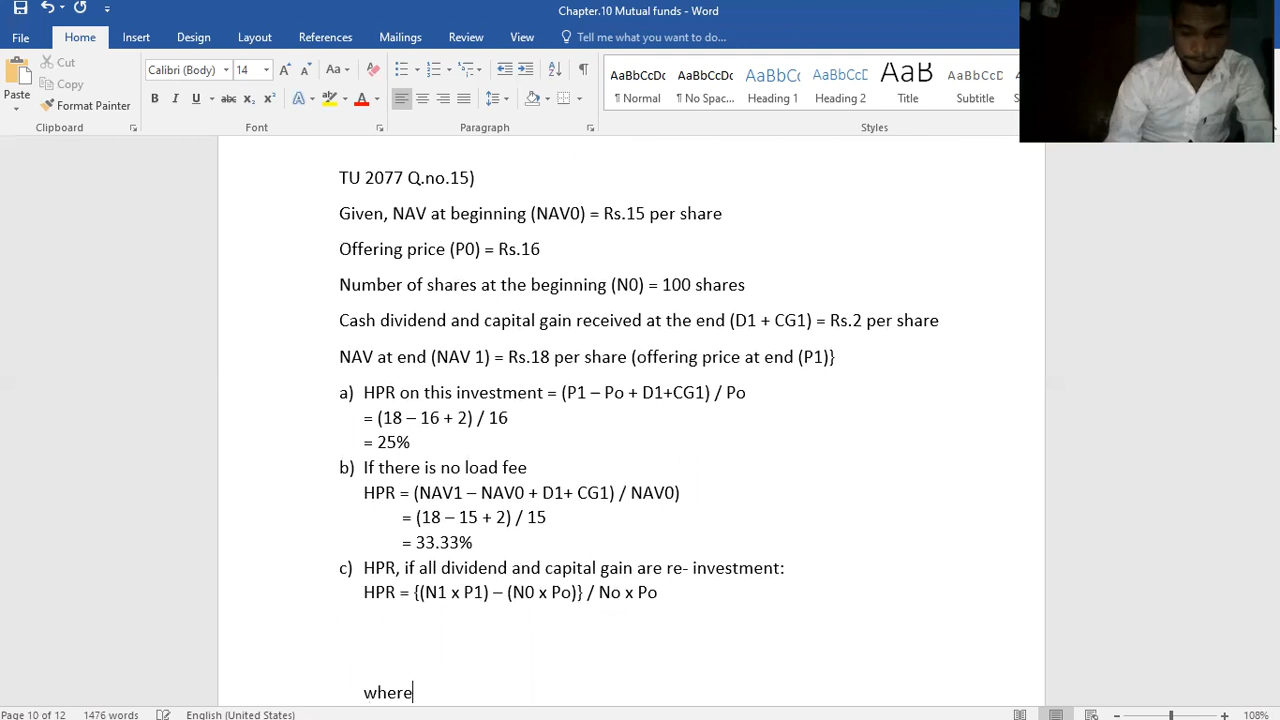 Chapter.10 Mutual funds - Word
File Home Insert Design Layout References Mailings Review View Tell me what you want to do...
Cut
Copy
Paste
Format Painter
Calibri (Body) 14
AaBbCcDc AaBbCcDc AaBbCc AaBbCcD AaB AaBbCcD
¶ Normal ¶ No Spac... Heading 1 Heading 2 Title Subtitle
Clipboard Font Paragraph Styles
TU 2077 Q.no.15)
Given, NAV at beginning (NAV0) = Rs.15 per share
Offering price (P0) = Rs.16
Number of shares at the beginning (N0) = 100 shares
Cash dividend and capital gain received at the end (D1 + CG1) = Rs.2 per share
NAV at end (NAV 1) = Rs.18 per share (offering price at end (P1)}
a) HPR on this investment = (P1 – Po + D1+CG1) / Po
= (18 – 16 + 2) / 16
= 25%
b) If there is no load fee
HPR = (NAV1 – NAV0 + D1+ CG1) / NAV0)
= (18 – 15 + 2) / 15
= 33.33%
c) HPR, if all dividend and capital gain are re- investment:
HPR = {(N1 x P1) – (N0 x Po)} / No x Po
where
Page 10 of 12 1476 words English (United States) 108%